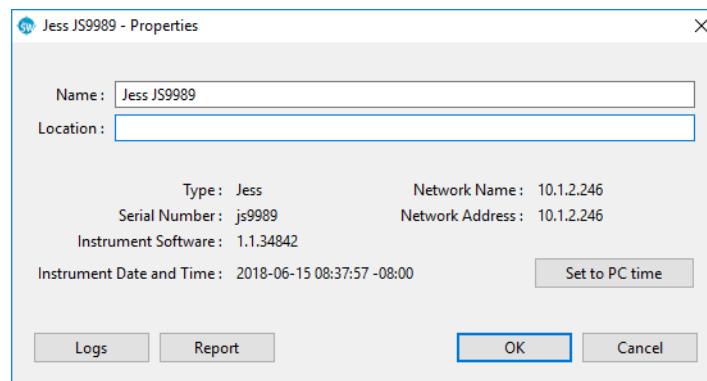 SW Jess JS9989 - Properties
Name : Jess JS9989
Location :
Type : Jess Network Name : 10.1.2.246
Serial Number : js9989 Network Address : 10.1.2.246
Instrument Software : 1.1.34842
Instrument Date and Time : 2018-06-15 08:37:57 -08:00 Set to PC time
Logs Report OK Cancel